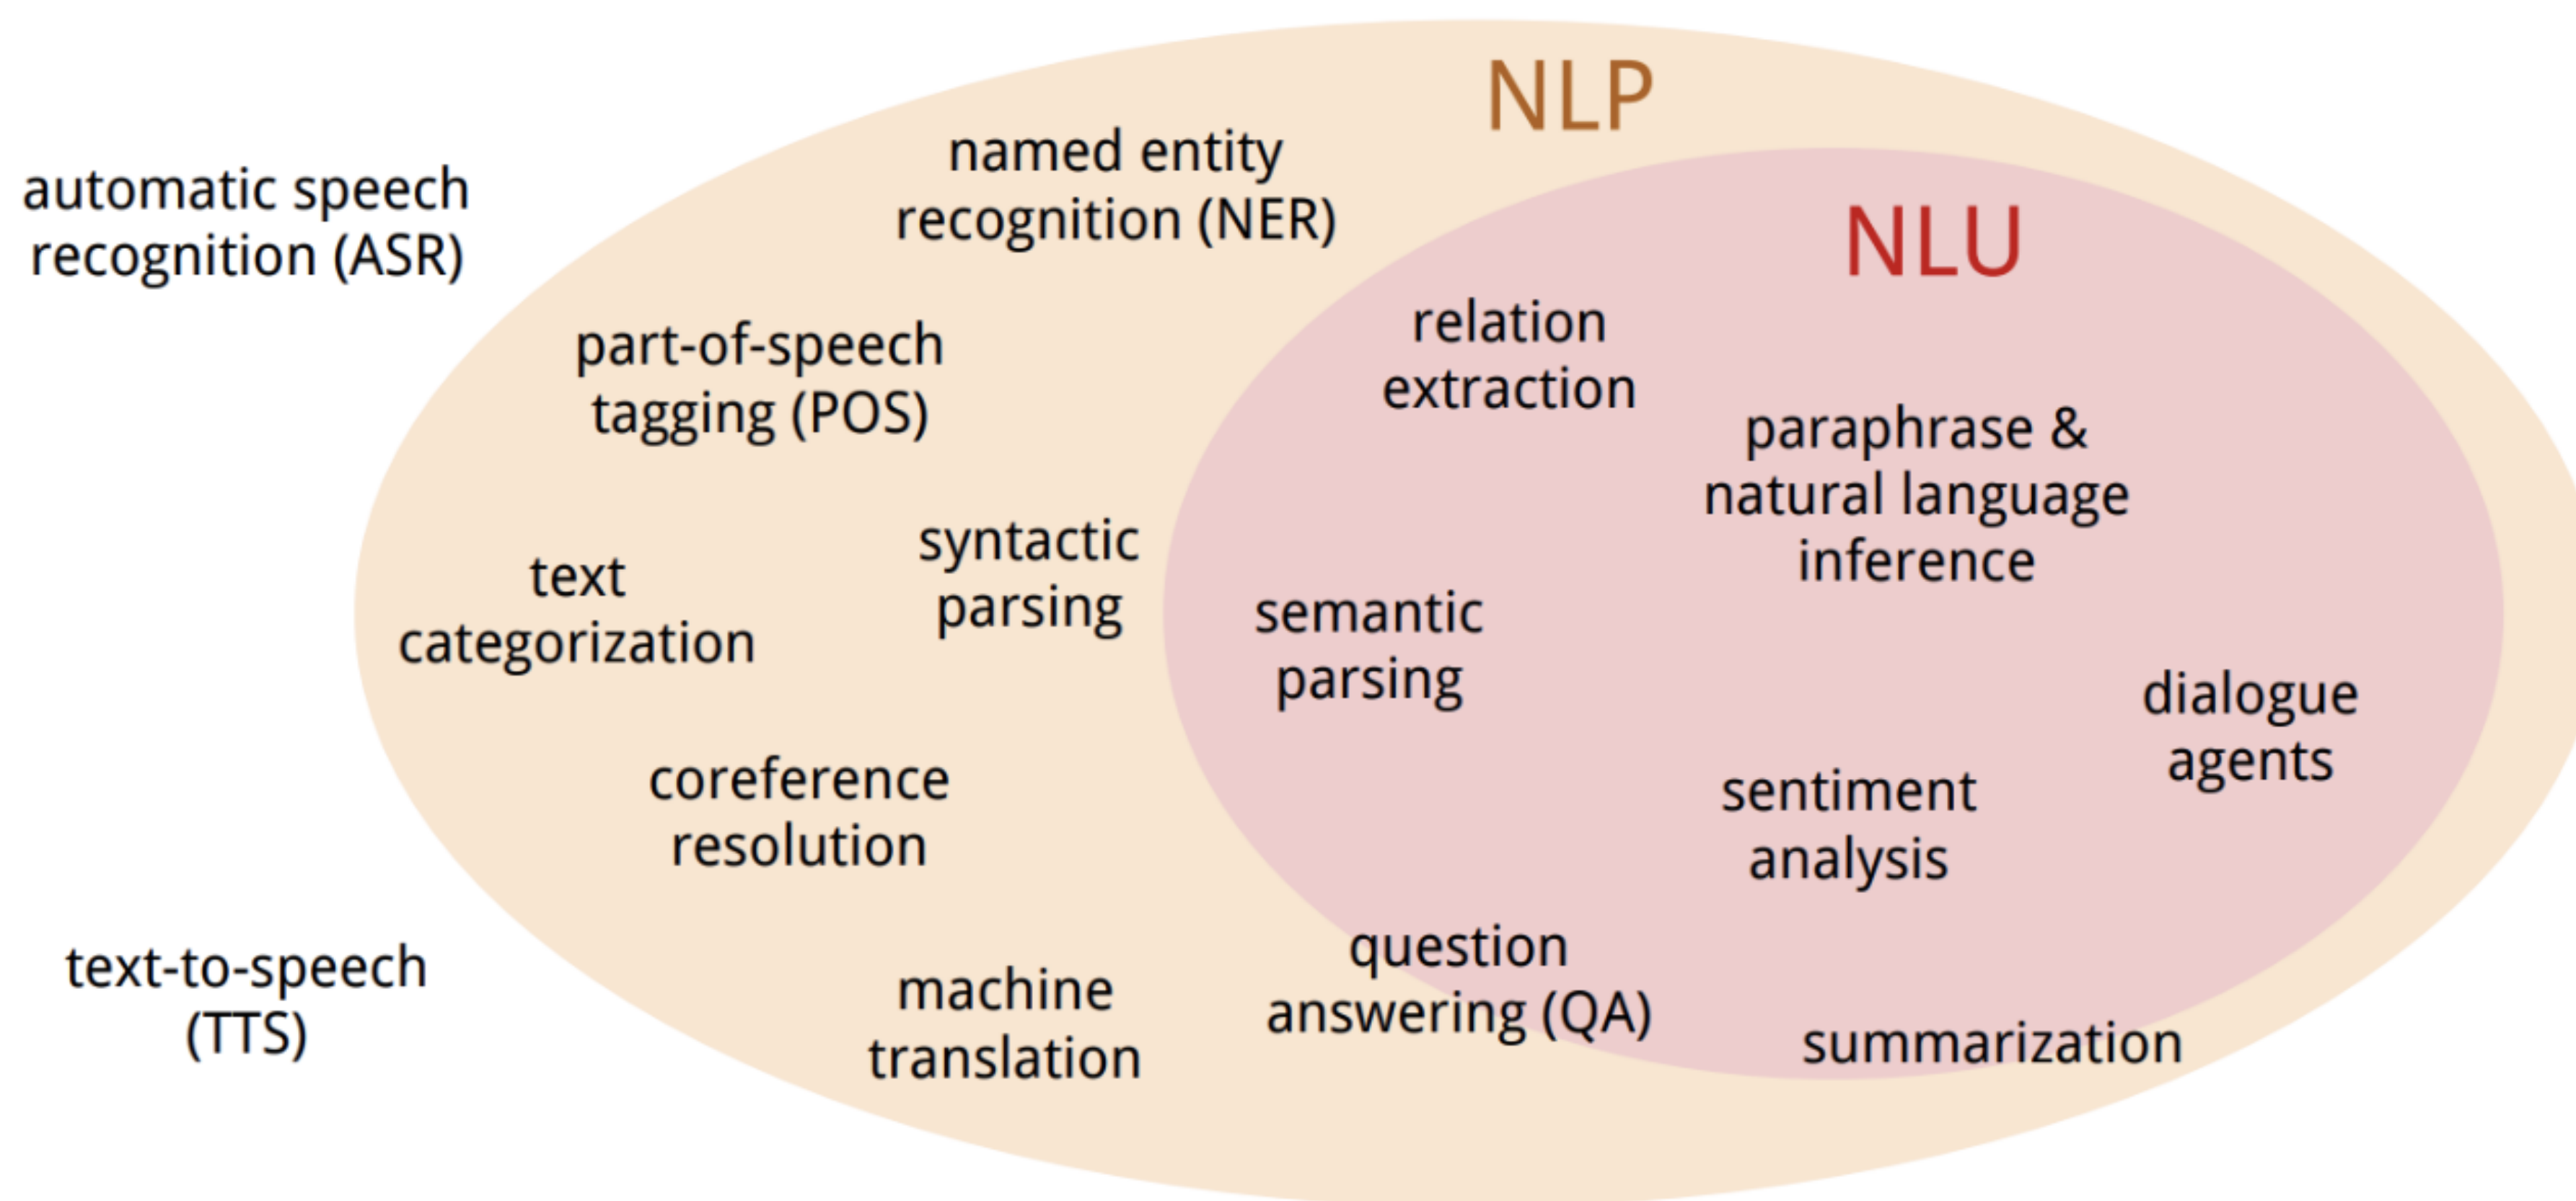 NLP
named entity
recognition (NER)
automatic speech
recognition (ASR)
NLU
relation
extraction
part-of-speech
tagging (POS)
paraphrase &
natural language
inference
syntactic
parsing
text
categorization
semantic
parsing
dialogue
agents
coreference
resolution
sentiment
analysis
question
answering (QA)
text-to-speech
(TTS)
machine
translation
summarization